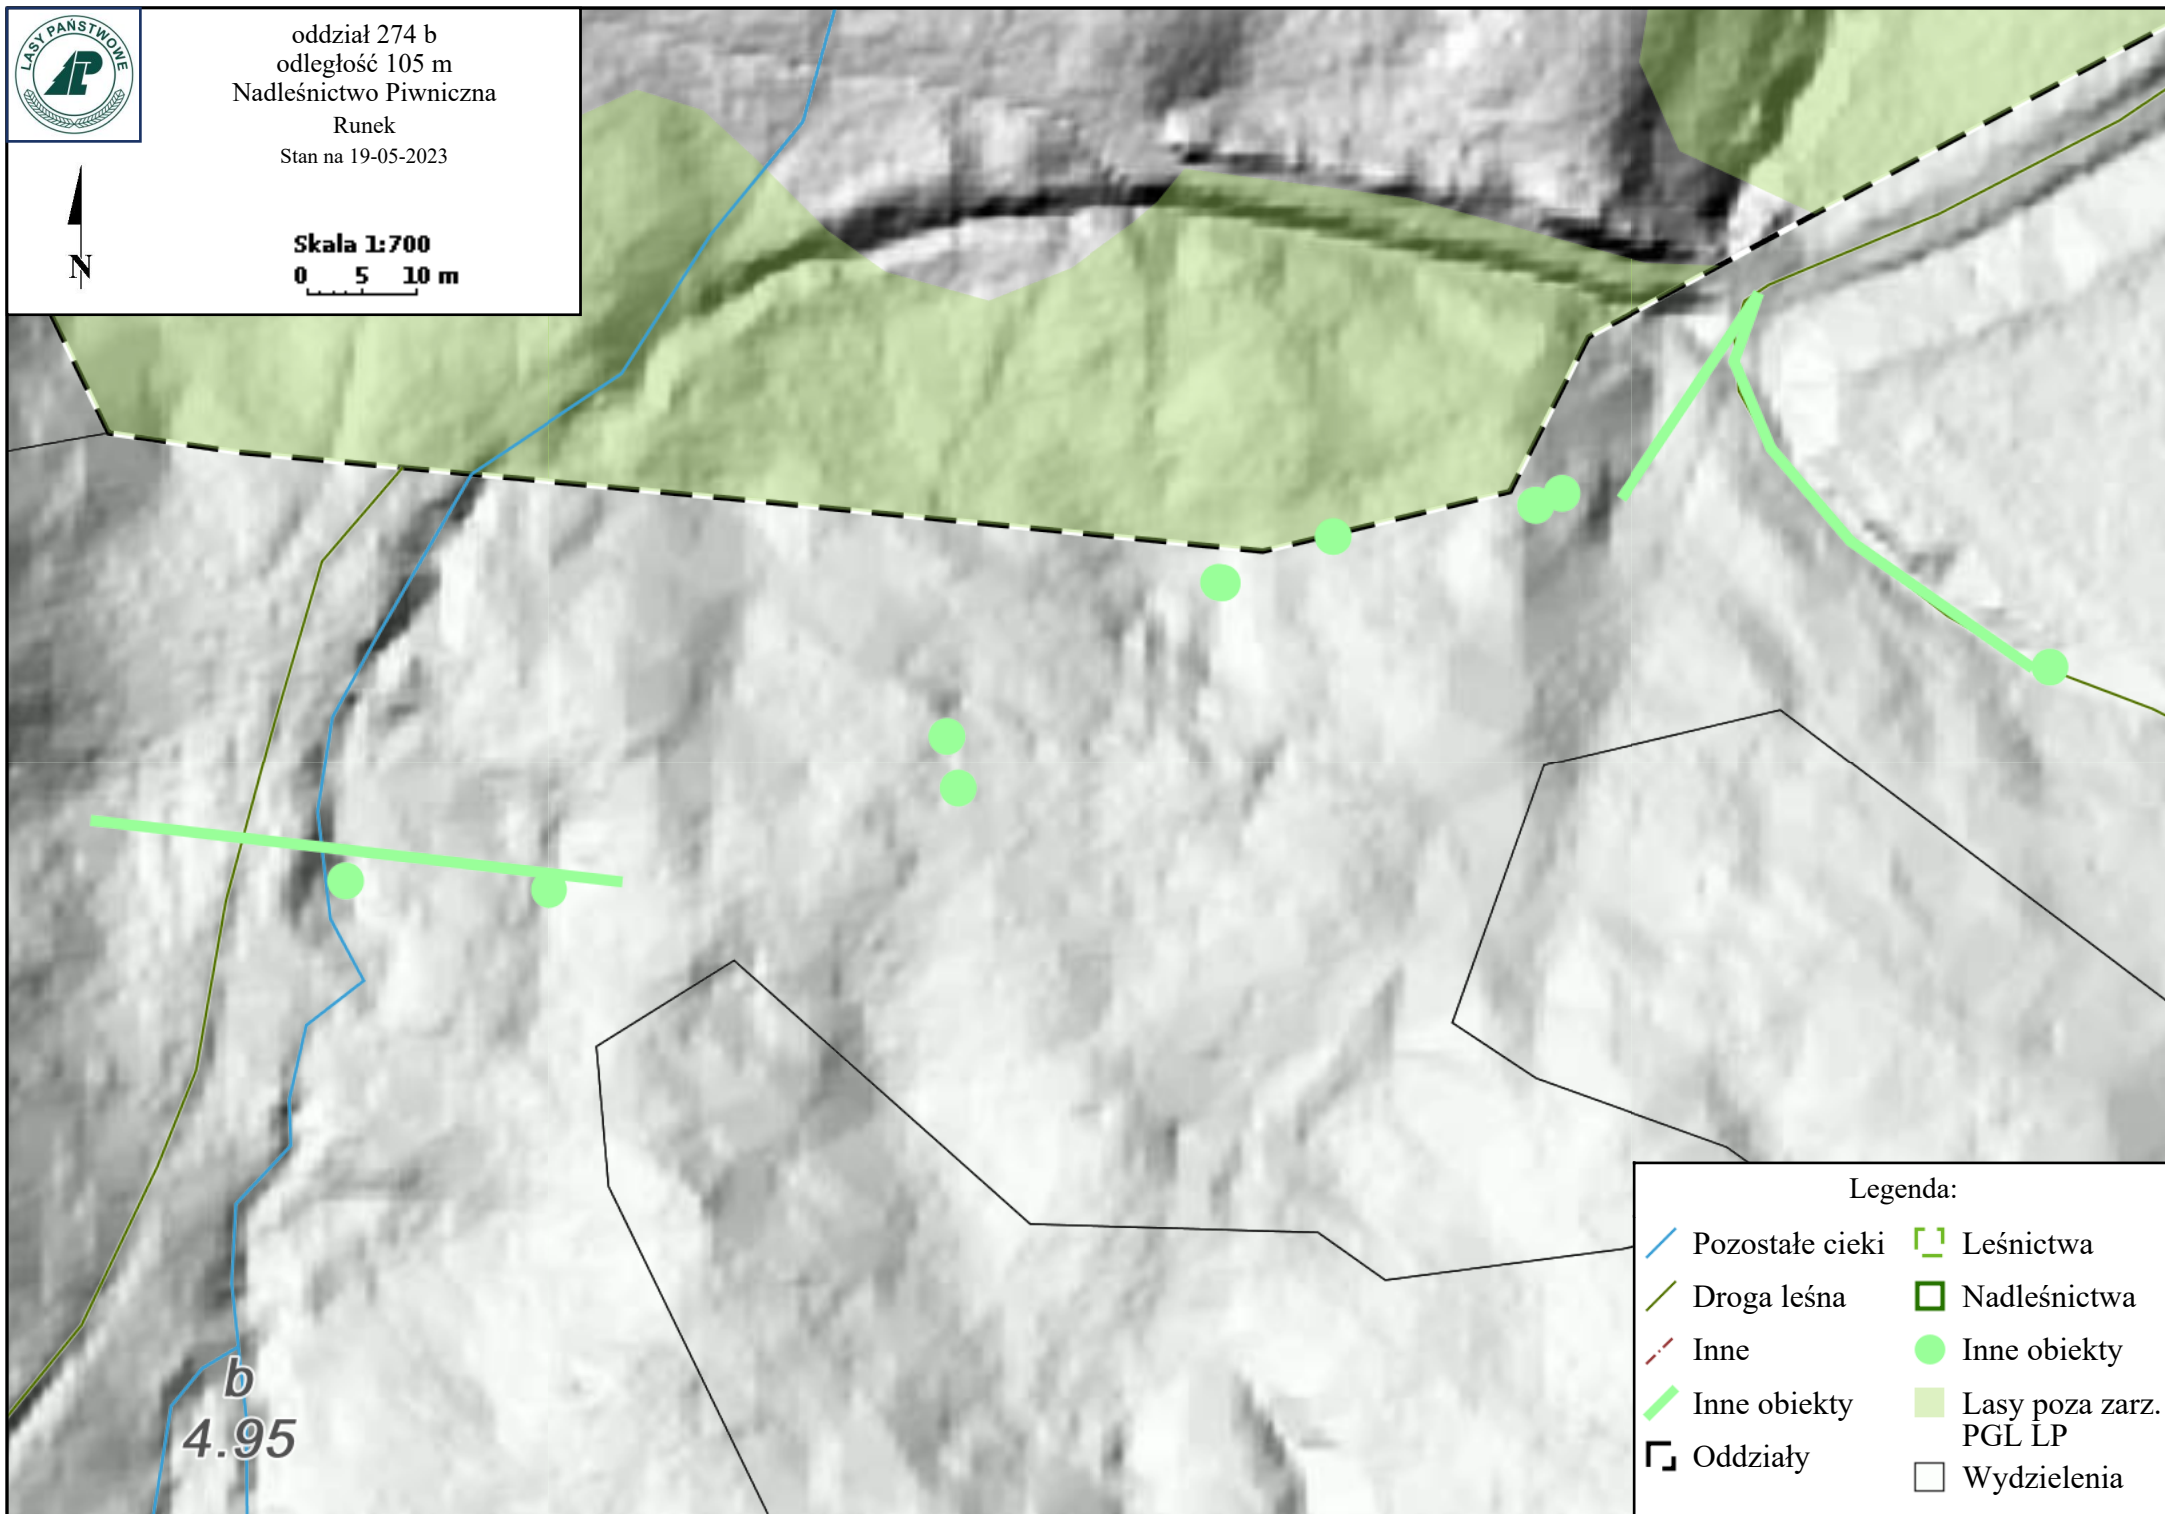 LASY PAŃSTWOWE
oddział 274 b
odległość 105 m
Nadleśnictwo Piwniczna
Runek
Stan na 19-05-2023
N
Skala 1:700
0 5 10 m
b
4.95
Legenda:
Pozostałe cieki
Droga leśna
Inne
Inne obiekty
Oddziały
Leśnictwa
Nadleśnictwa
Inne obiekty
Lasy poza zarz.
PGL LP
Wydzielenia